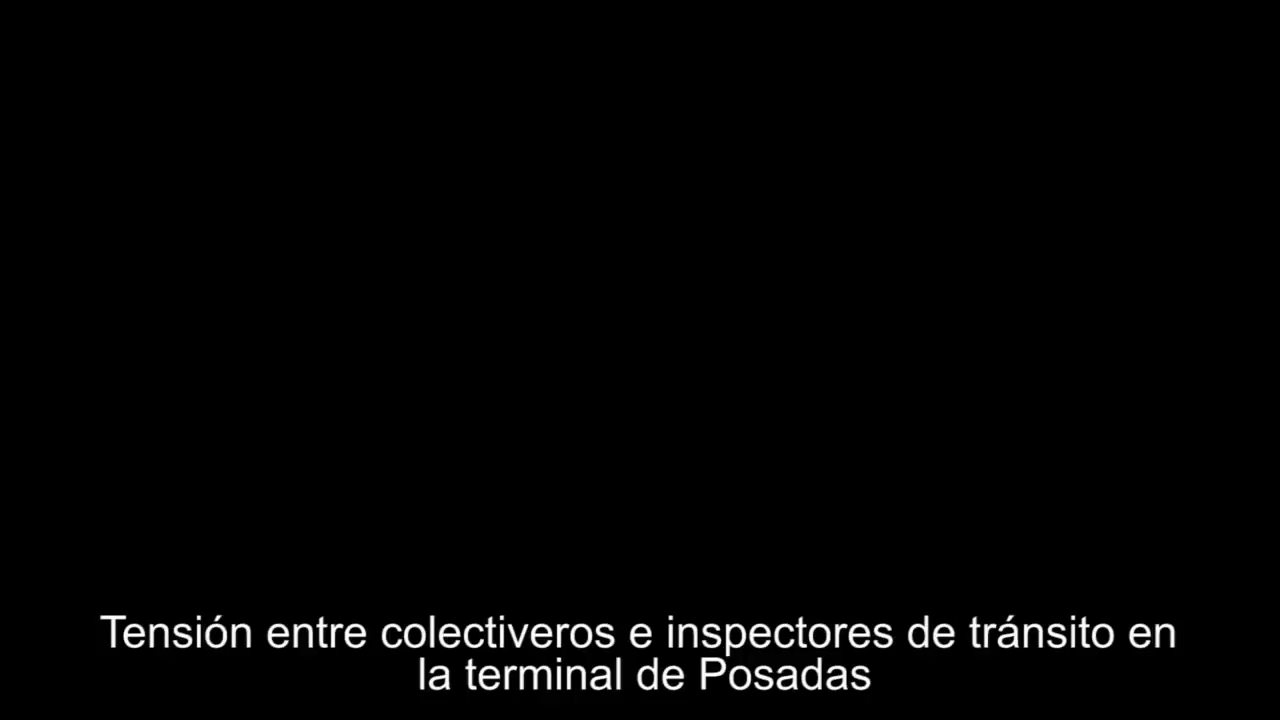 Tensión entre colectiveros e inspectores de tránsito en
la terminal de Posadas